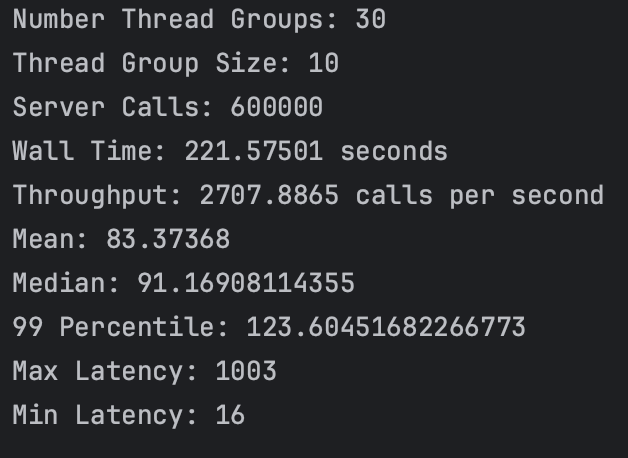 Number Thread Groups: 30
Thread Group Size: 10
Server Calls: 600000
Wall Time: 221.57501 seconds
Throughput: 2707.8865 calls per second
Mean: 83.37368
Median: 91.16908114355
99 Percentile: 123.60451682266773
Max Latency: 1003
Min Latency: 16